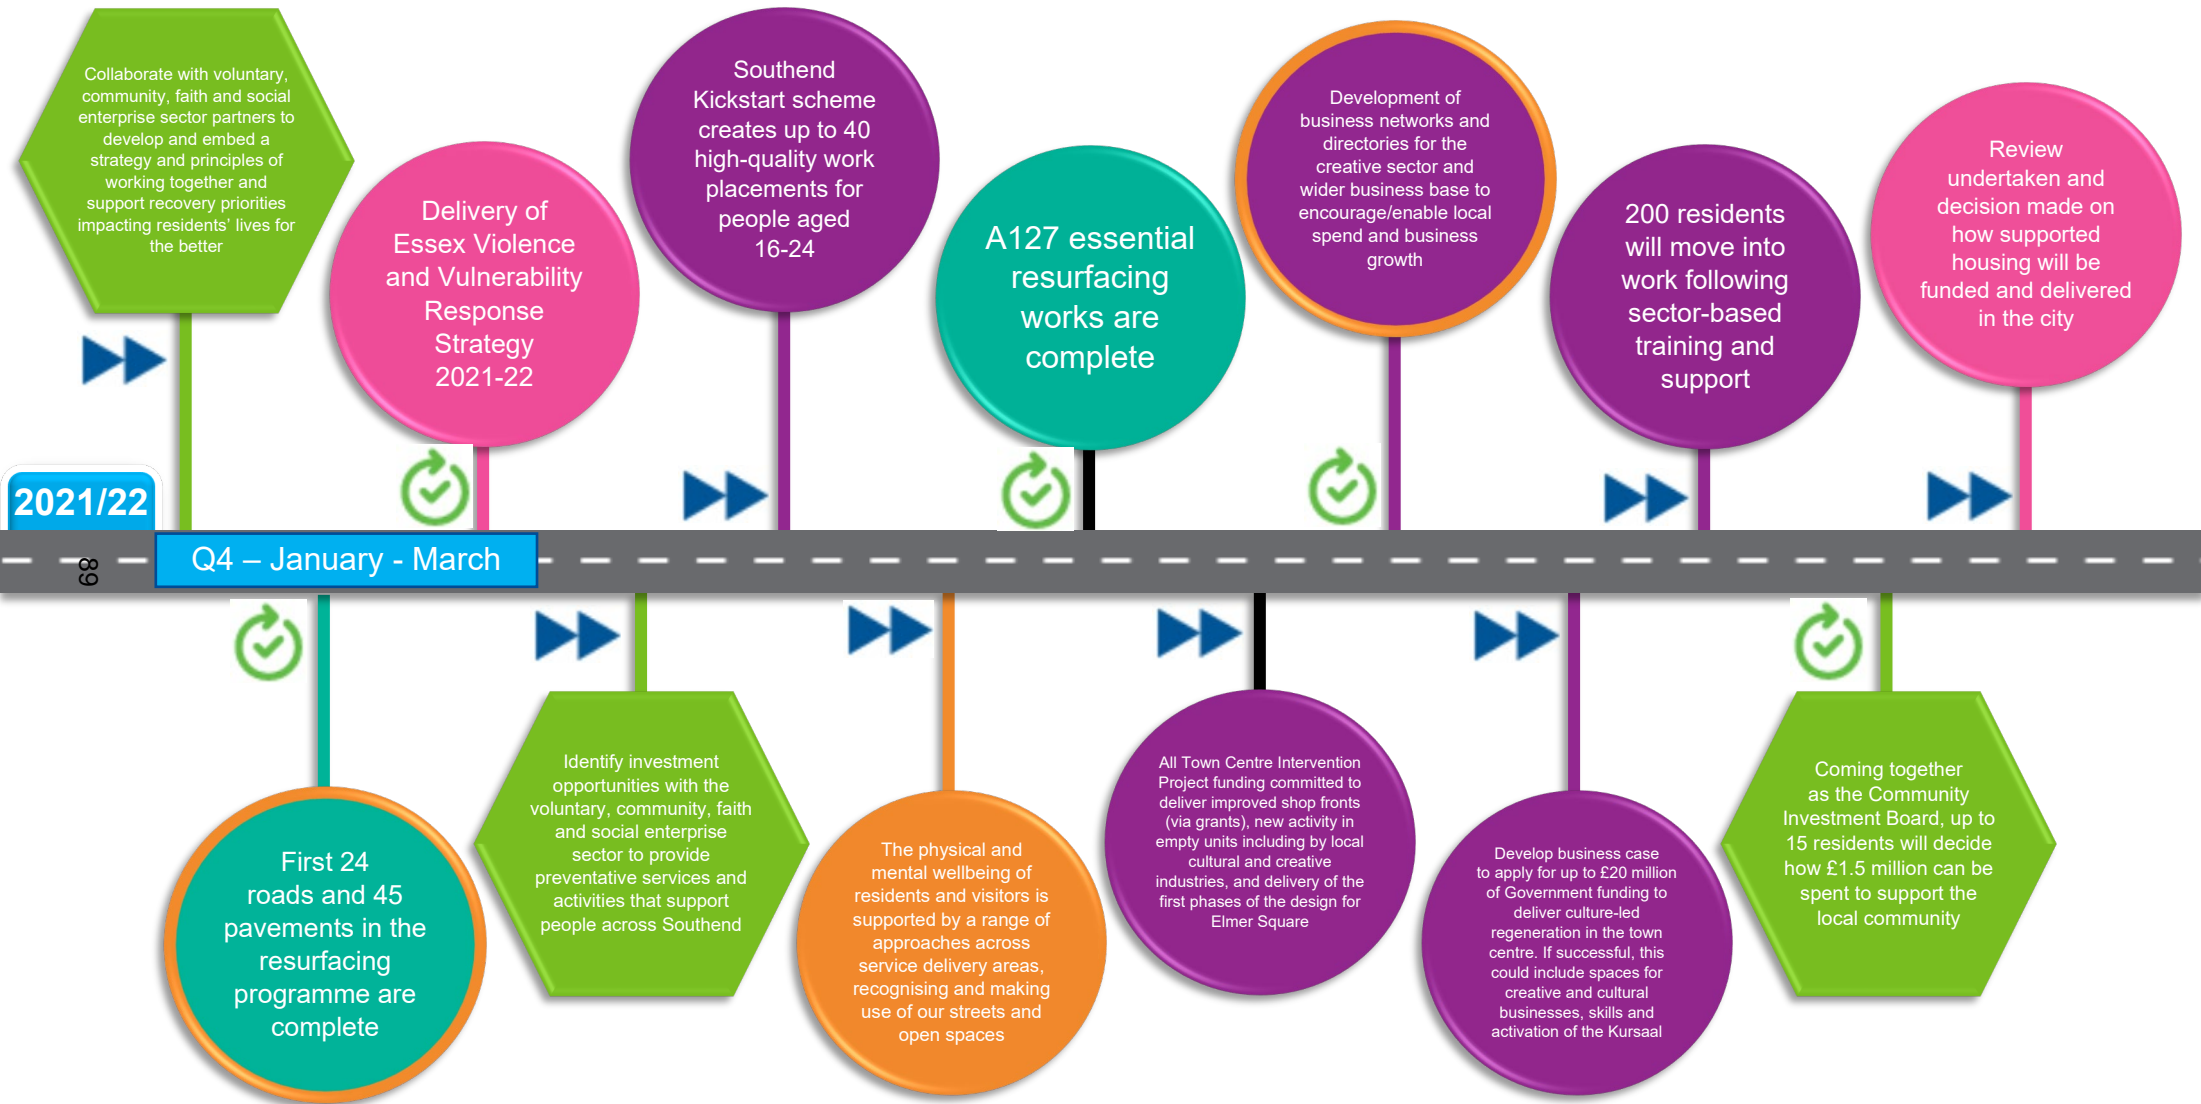 Collaborate with voluntary,
community, faith and social
enterprise sector partners to
develop and embed a
strategy and principles of
working together and
support recovery priorities
impacting residents' lives for
the better
Delivery of
Essex Violence
and Vulnerability
Response
Strategy
2021-22
Southend
Kickstart scheme
creates up to 40
high-quality work
placements for
people aged
16-24
A127 essential
resurfacing
works are
complete
Development of
business networks and
directories for the
creative sector and
wider business base to
encourage/enable local
spend and business
growth
200 residents
will move into
work following
sector-based
training and
support
Review
undertaken and
decision made on
how supported
housing will be
funded and delivered
in the city
2021/22
89
Q4 – January - March
First 24
roads and 45
pavements in the
resurfacing
programme are
complete
Identify investment
opportunities with the
voluntary, community, faith
and social enterprise
sector to provide
preventative services and
activities that support
people across Southend
The physical and
mental wellbeing of
residents and visitors is
supported by a range of
approaches across
service delivery areas,
recognising and making
use of our streets and
open spaces
All Town Centre Intervention
Project funding committed to
deliver improved shop fronts
(via grants), new activity in
empty units including by local
cultural and creative
industries, and delivery of the
first phases of the design for
Elmer Square
Develop business case
to apply for up to £20 million
of Government funding to
deliver culture-led
regeneration in the town
centre. If successful, this
could include spaces for
creative and cultural
businesses, skills and
activation of the Kursaal
Coming together
as the Community
Investment Board, up to
15 residents will decide
how £1.5 million can be
spent to support the
local community